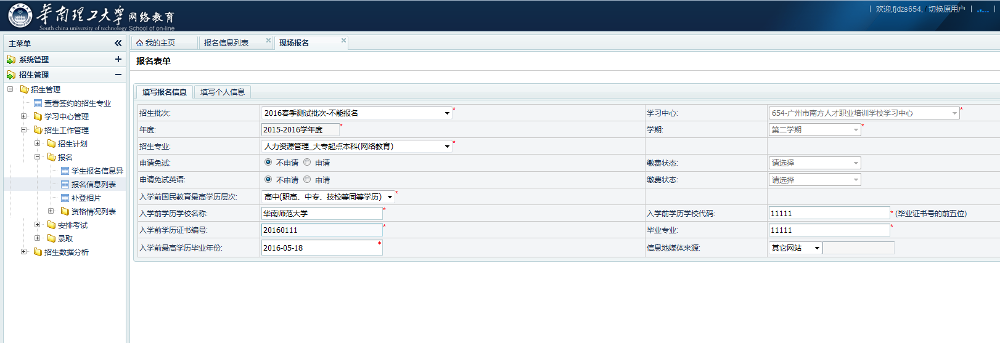 華南理工大學 网络教育
South china university of technology School of on-line
欢迎,fjdzs654, / 切换原用户
主菜单
系统管理
招生管理
招生管理
查看签约的招生专业
学习中心管理
招生工作管理
招生计划
报名
学生报名信息异
报名信息列表
补登相片
资格情况列表
安排考试
录取
招生数据分析
我的主页 报名信息列表 现场报名
报名表单
填写报名信息 填写个人信息
招生批次: 2016春季测试批次-不能报名 * 学习中心: 654-广州市南方人才职业培训学校学习中心 *
年度: 2015-2016学年度 * 学期: 第二学期 *
招生专业: 人力资源管理_大专起点本科(网络教育) *
申请免试: 不申请 申请 缴费状态: 请选择
申请免试英语: 不申请 申请 缴费状态: 请选择
入学前国民教育最高学历层次: 高中(职高、中专、技校等同等学历) *
入学前学历学校名称: 华南师范大学 * 入学前学历学校代码: 11111 * (毕业证书号的前五位)
入学前学历证书编号: 20160111 * 毕业专业: 11111 *
入学前最高学历毕业年份: 2016-05-18 * 信息地媒体来源: 其它网站